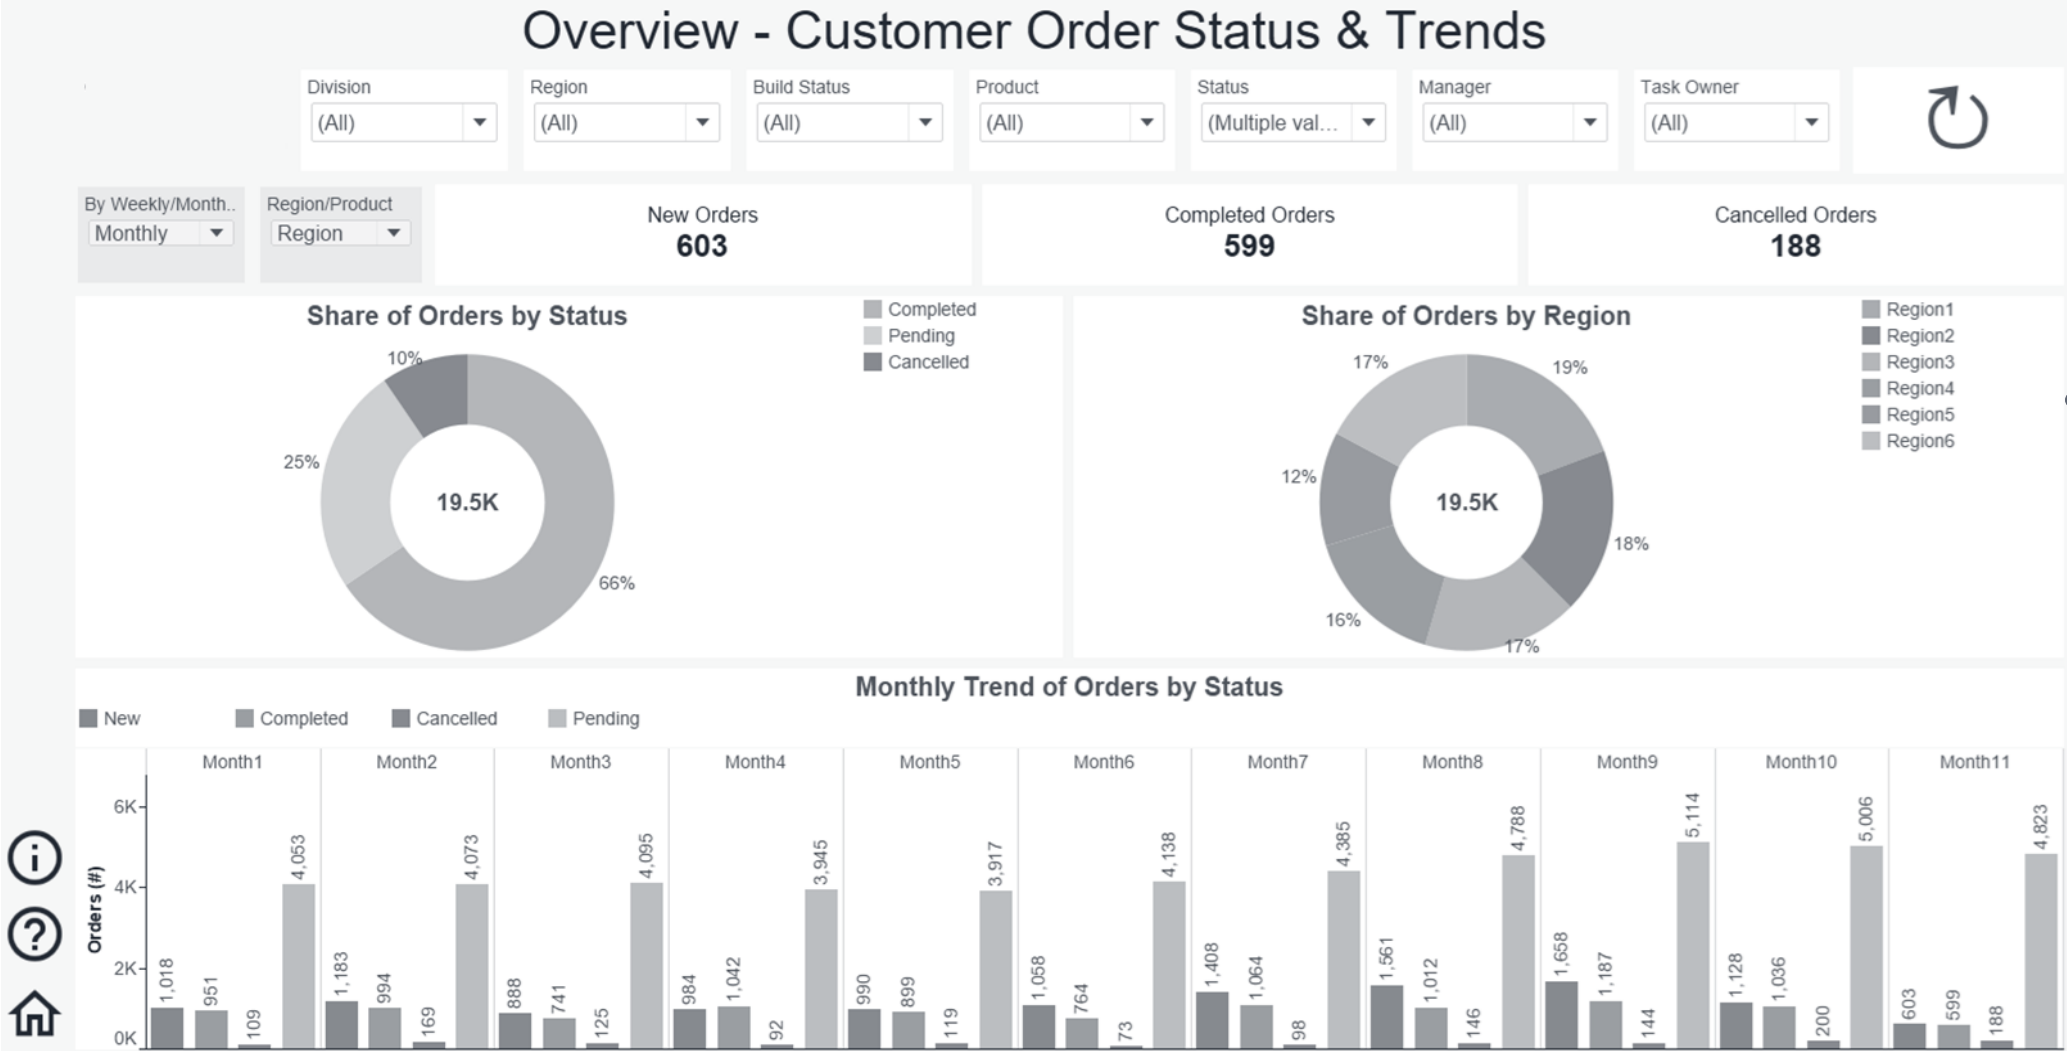 Overview - Customer Order Status & Trends
Division
Region
Build Status
Product
Status
Manager
Task Owner
(All)
(All)
(All)
(All)
(Multiple val...
(All)
(All)
By Weekly/Month..
Monthly
Region/Product
Region
New Orders
603
Completed Orders
599
Cancelled Orders
188
Share of Orders by Status
Completed
Pending
Cancelled
10%
25%
66%
19.5K
Share of Orders by Region
Region1
Region2
Region3
Region4
Region5
Region6
17%
19%
12%
18%
16%
17%
19.5K
Monthly Trend of Orders by Status
New
Completed
Cancelled
Pending
Month1
Month2
Month3
Month4
Month5
Month6
Month7
Month8
Month9
Month10
Month11
Orders (#)
6K
4K
2K
0K
1,018
951
109
4,053
1,183
994
169
4,073
888
741
125
4,095
984
1,042
92
3,945
990
899
119
3,917
1,058
764
73
4,138
1,408
1,064
98
4,385
1,561
1,012
146
4,788
1,658
1,187
144
5,114
1,128
1,036
200
5,006
603
599
188
4,823